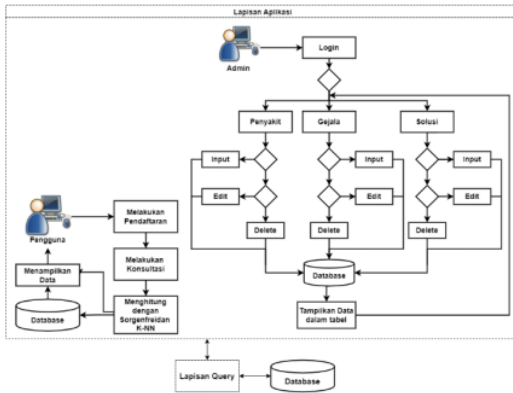 Lapisan Aplikasi
Admin
Login
Penyakit
Gejala
Solusi
Input
Input
Input
Edit
Edit
Edit
Delete
Delete
Delete
Database
Tampilkan Data
dalam tabel
Pengguna
Melakukan
Pendaftaran
Melakukan
Konsultasi
Menampilkan
Data
Menghitung
dengan
Sorgenfreidan
K-NN
Database
Lapisan Query
Database